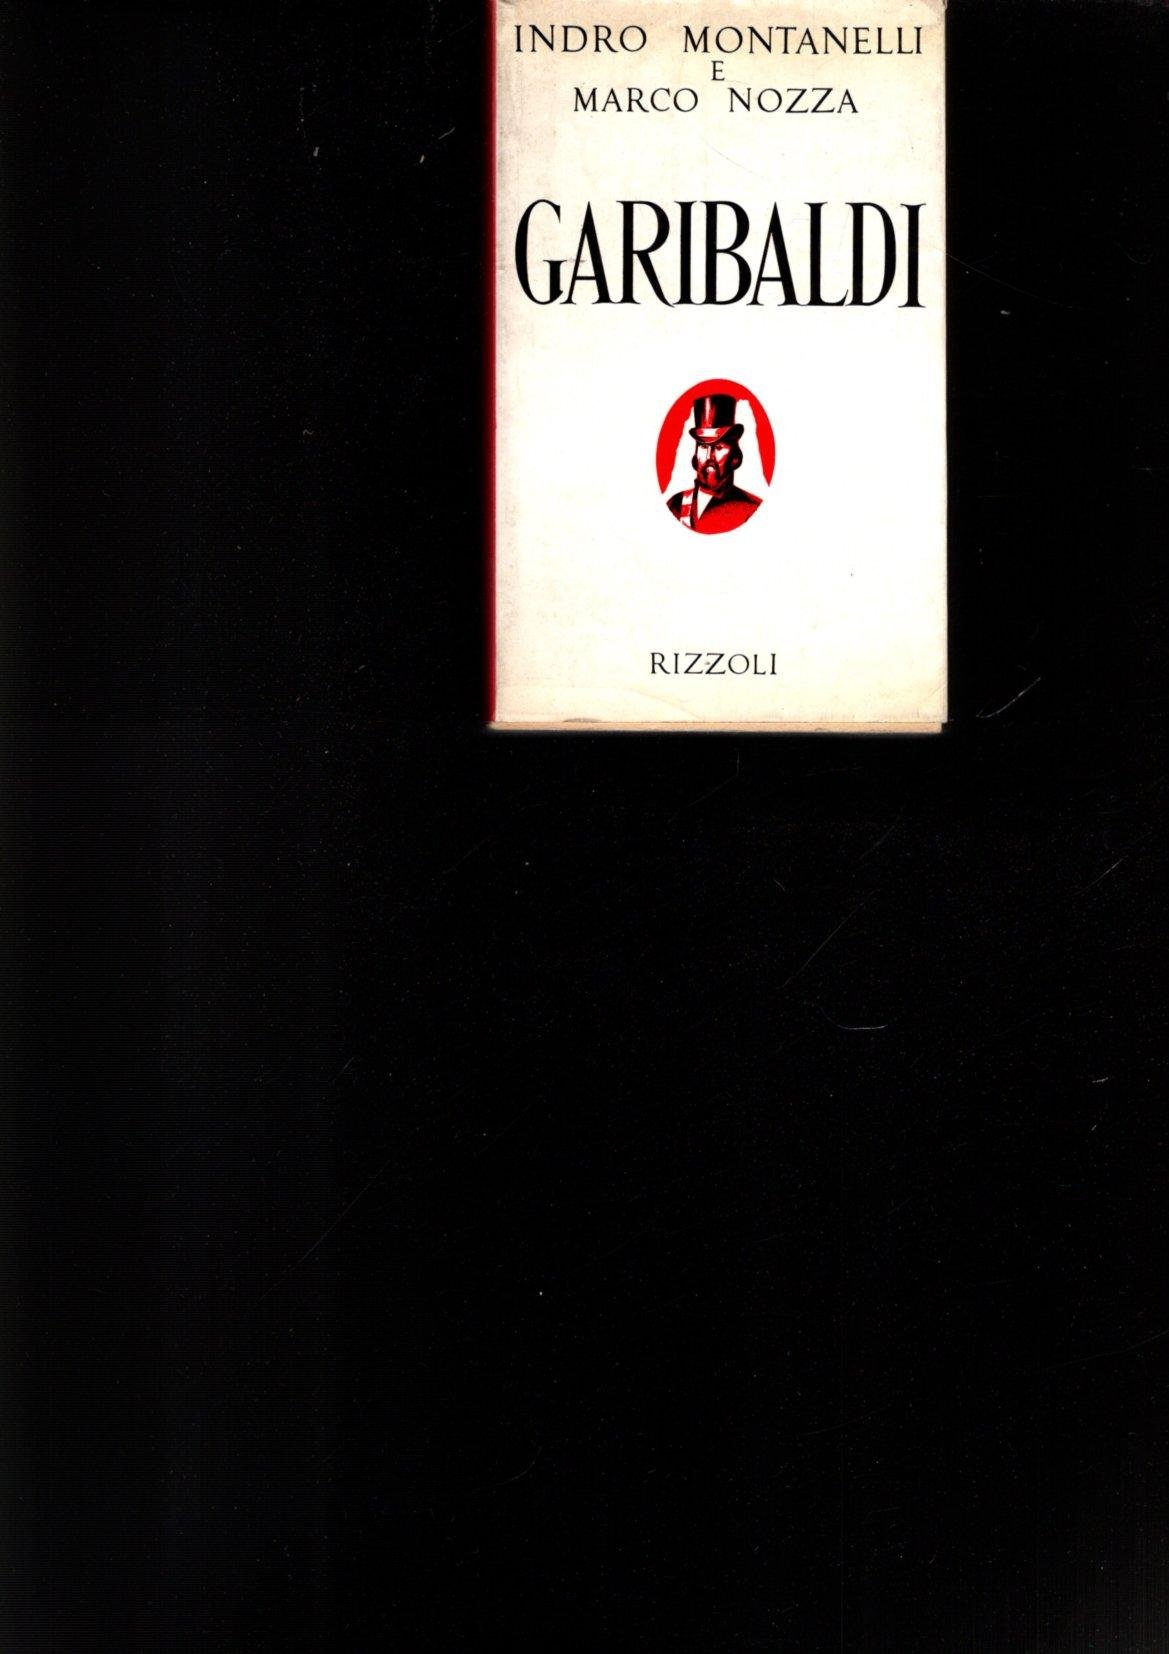 INDRO MONTANELLI
E
MARCO NOZZA
GARIBALDI
RIZZOLI